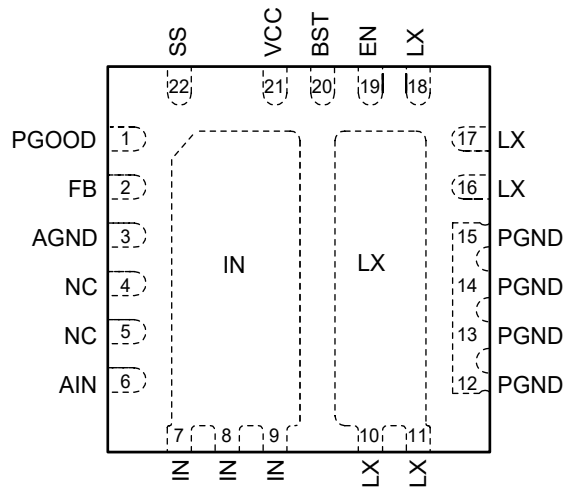 SS VCC BST EN LX
22 21 20 19 18
PGOOD 1 17 LX
FB 2 16 LX
AGND 3 15 PGND
IN LX
NC 4 14 PGND
NC 5 13 PGND
AIN 6 12 PGND
7 8 9 10 11
IN IN IN LX LX